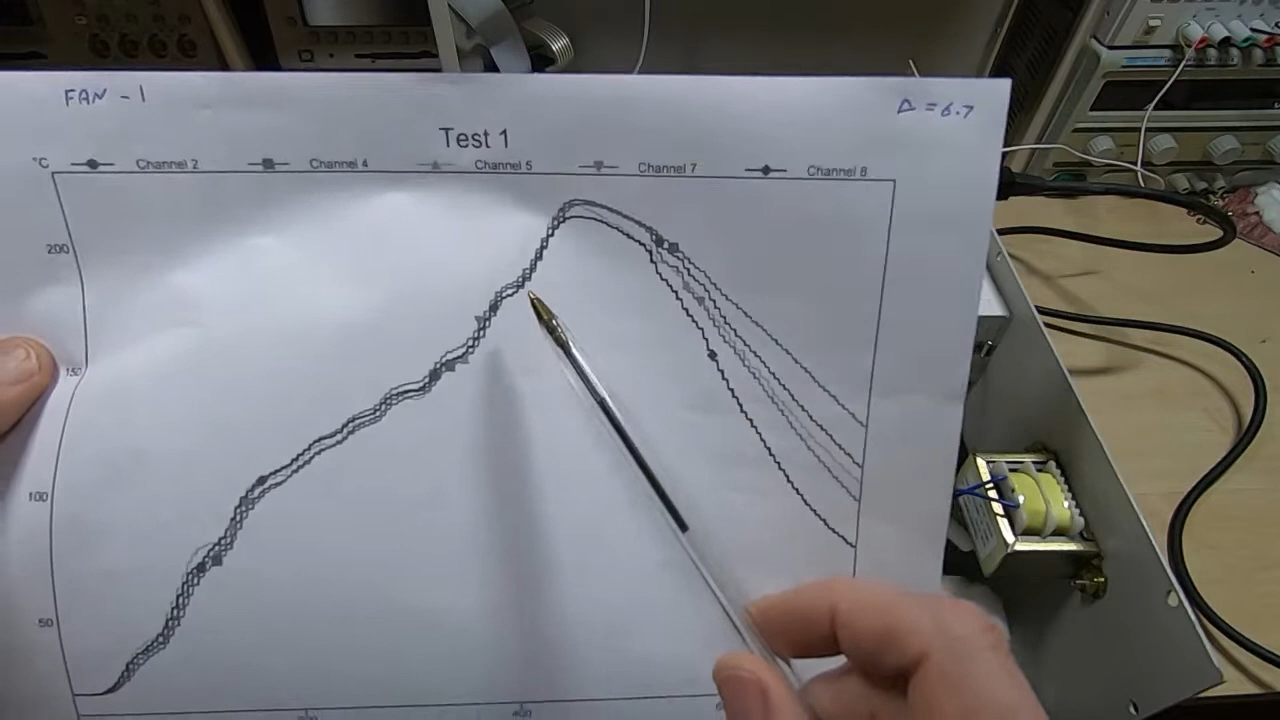 FAN - 1
Δ = 6.7
Test 1
°C Channel 2 Channel 4 Channel 5 Channel 7 Channel 8
200
150
100
50
400